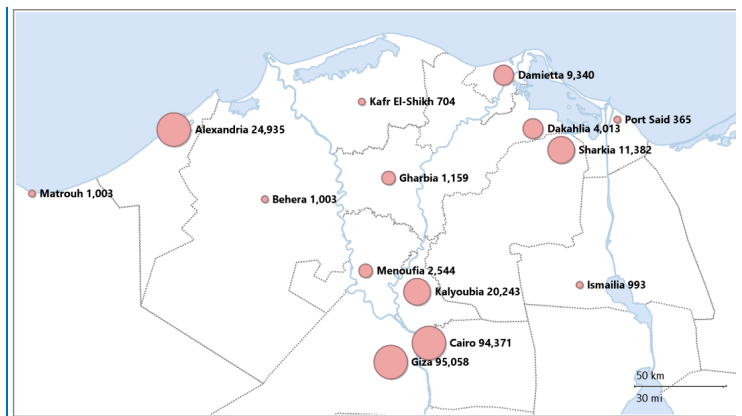 Damietta 9,340
Kafr El-Shikh 704
Port Said 365
Alexandria 24,935
Dakahlia 4,013
Sharkia 11,382
Gharbia 1,159
Matrouh 1,003
Behera 1,003
Menoufia 2,544
Ismailia 993
Kalyoubia 20,243
Cairo 94,371
Giza 95,058
50 km
30 mi